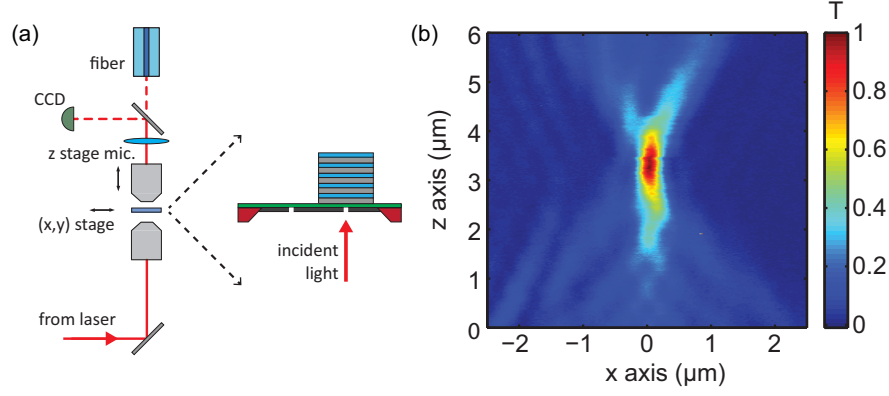 (a)
fiber
CCD
z stage mic.
(x,y) stage
incident
light
from laser
(b)
T
6
5
4
3
2
1
0
z axis (µm)
−2
−1
0
1
2
x axis (µm)
1
0.8
0.6
0.4
0.2
0